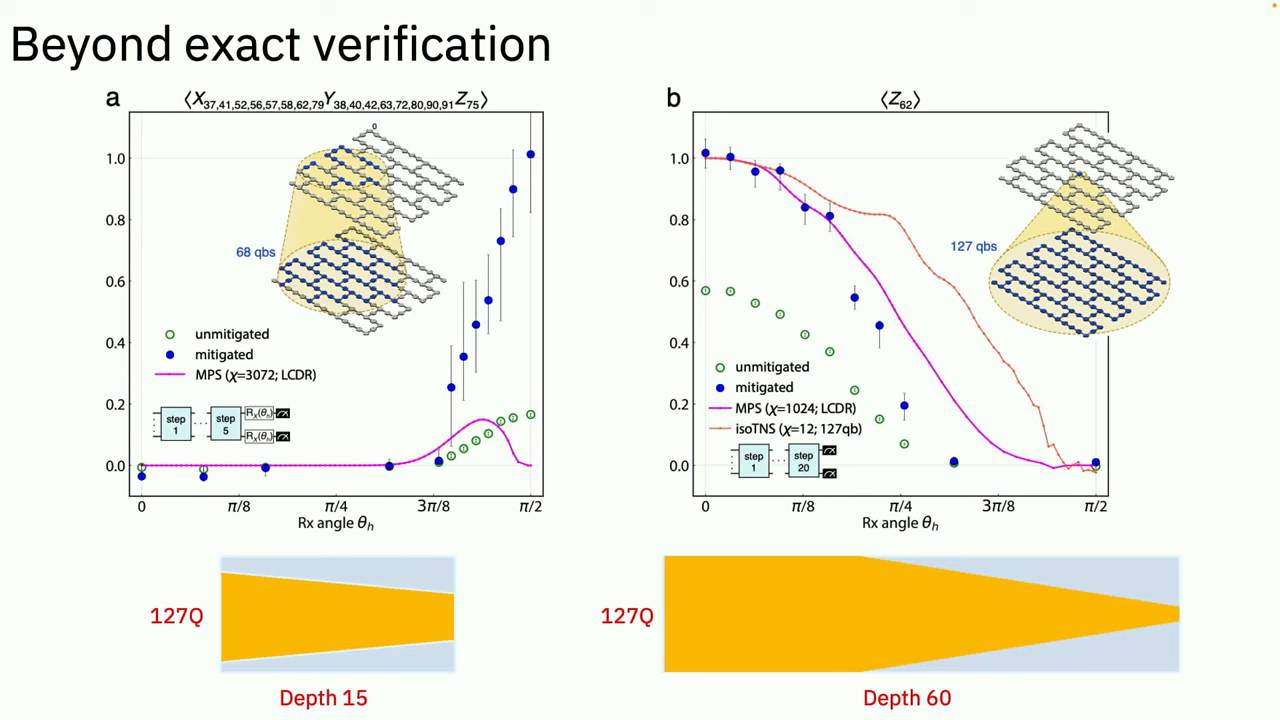 Beyond exact verification
a
⟨X37,41,52,56,57,58,62,79Y38,40,42,63,72,80,90,91Z75⟩
0
68 qbs
1.0
0.8
0.6
0.4
0.2
0.0
unmitigated
mitigated
MPS (χ=3072; LCDR)
step 1
step 5
Rx(θh)
Rx(θh)
0
π/8
π/4
3π/8
π/2
Rx angle θh
b
⟨Z62⟩
127 qbs
1.0
0.8
0.6
0.4
0.2
0.0
unmitigated
mitigated
MPS (χ=1024; LCDR)
isoTNS (χ=12; 127qb)
step 1
step 20
0
π/8
π/4
3π/8
π/2
Rx angle θh
127Q
Depth 15
127Q
Depth 60